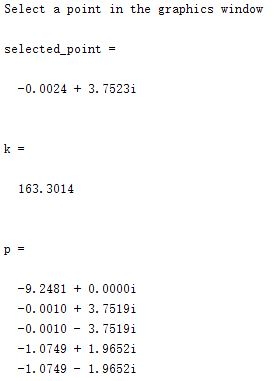 Select a point in the graphics window
selected_point =
-0.0024 + 3.7523i
k =
163.3014
p =
-9.2481 + 0.0000i
-0.0010 + 3.7519i
-0.0010 - 3.7519i
-1.0749 + 1.9652i
-1.0749 - 1.9652i